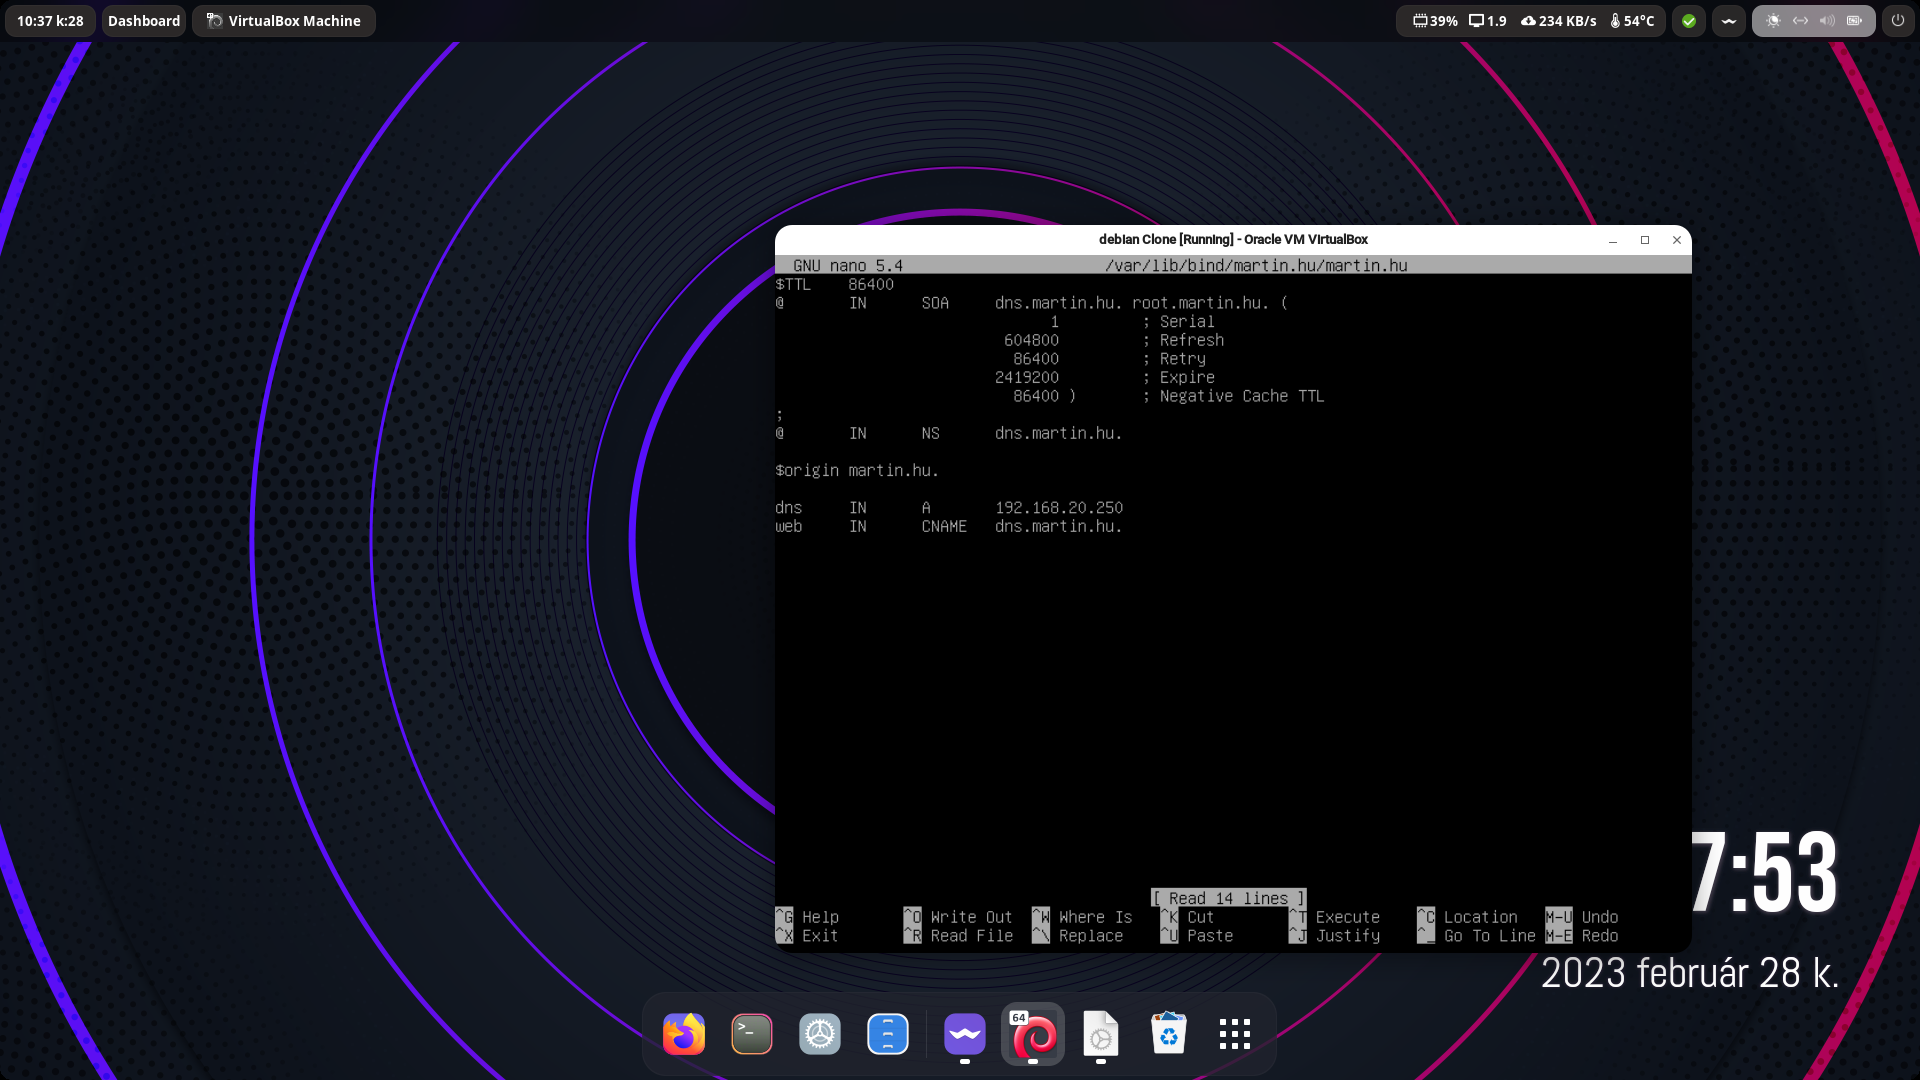 10:37 k:28 Dashboard VirtualBox Machine 39% 1.9 234 KB/s 54°C
debian Clone [Running] - Oracle VM VirtualBox
GNU nano 5.4 /var/lib/bind/martin.hu/martin.hu
$TTL 86400
@ IN SOA dns.martin.hu. root.martin.hu. (
1 ; Serial
604800 ; Refresh
86400 ; Retry
2419200 ; Expire
86400 ) ; Negative Cache TTL
;
@ IN NS dns.martin.hu.
$origin martin.hu.
dns IN A 192.168.20.250
web IN CNAME dns.martin.hu.
[ Read 14 lines ]
^G Help ^O Write Out ^W Where Is ^K Cut ^T Execute ^C Location M-U Undo
^X Exit ^R Read File ^\ Replace ^U Paste ^J Justify ^_ Go To Line M-E Redo
7:53
2023 február 28 k.
>_ 64